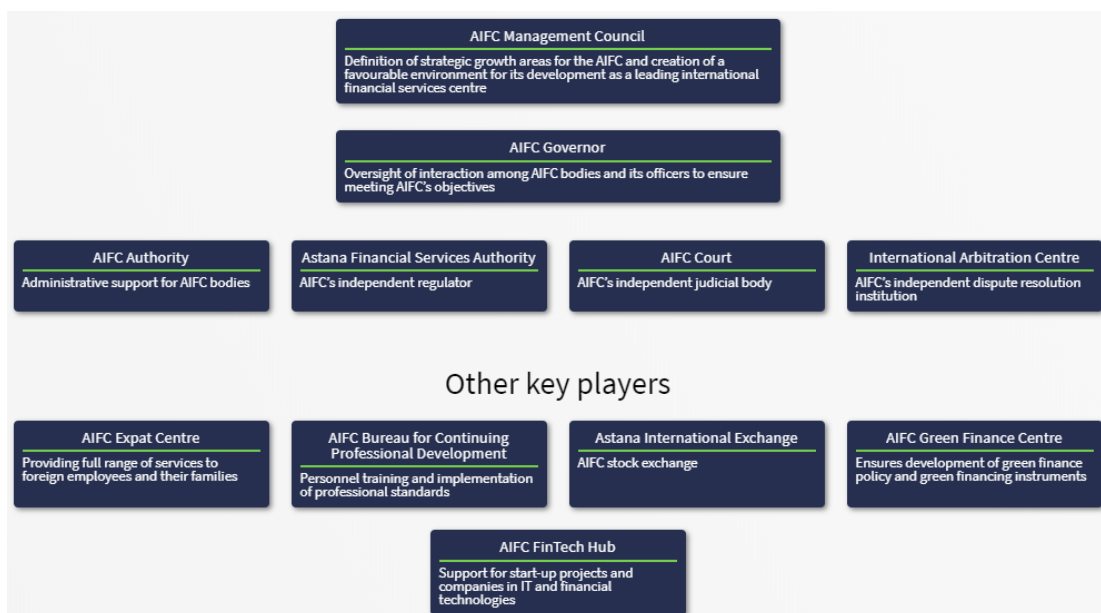 AIFC Management Council
Definition of strategic growth areas for the AIFC and creation of a
favourable environment for its development as a leading international
financial services centre
AIFC Governor
Oversight of interaction among AIFC bodies and its officers to ensure
meeting AIFC's objectives
AIFC Authority
Administrative support for AIFC bodies
Astana Financial Services Authority
AIFC's independent regulator
AIFC Court
AIFC's independent judicial body
International Arbitration Centre
AIFC's independent dispute resolution
institution
Other key players
AIFC Expat Centre
Providing full range of services to
foreign employees and their families
AIFC Bureau for Continuing
Professional Development
Personnel training and implementation
of professional standards
Astana International Exchange
AIFC stock exchange
AIFC Green Finance Centre
Ensures development of green finance
policy and green financing instruments
AIFC FinTech Hub
Support for start-up projects and
companies in IT and financial
technologies